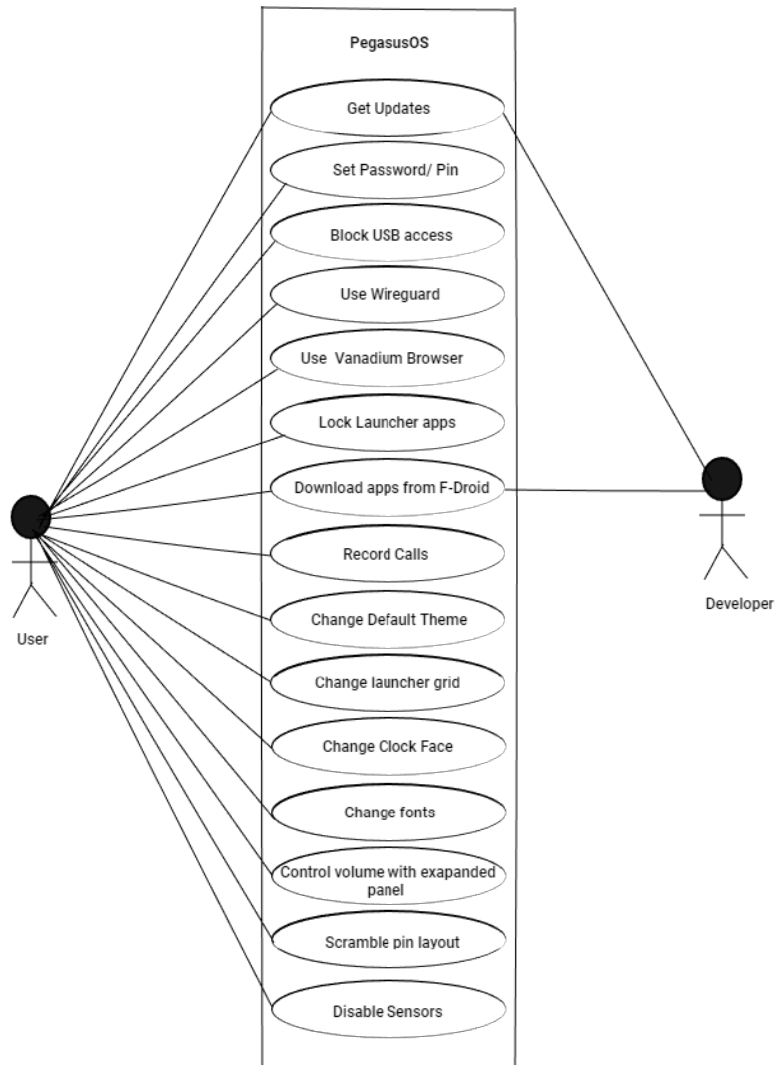 PegasusOS
Get Updates
Set Password/ Pin
Block USB access
Use Wireguard
Use Vanadium Browser
Lock Launcher apps
Download apps from F-Droid
Record Calls
Change Default Theme
Change launcher grid
Change Clock Face
Change fonts
Control volume with exapanded
panel
Scramble pin layout
Disable Sensors
User
Developer